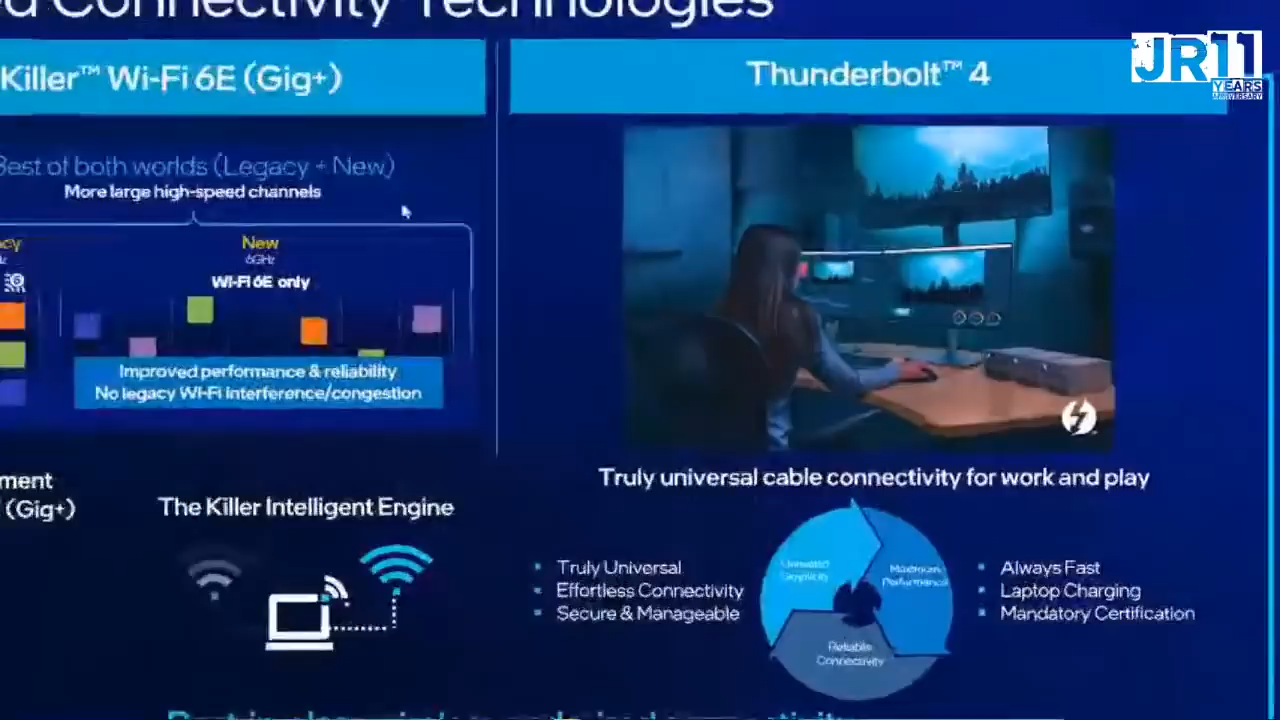 Connectivity Technologies
Killer™ Wi-Fi 6E (Gig+)
Best of both worlds (Legacy + New)
More large high-speed channels
New
6GHz
Wi-Fi 6E only
Improved performance & reliability
No legacy Wi-Fi interference/congestion
(Gig+)
The Killer Intelligent Engine
Thunderbolt™ 4
JR11
YEARS
ANNIVERSARY
Truly universal cable connectivity for work and play
Truly Universal
Effortless Connectivity
Secure & Manageable
Simplicity
Maximum
Performance
Reliable
Connectivity
Always Fast
Laptop Charging
Mandatory Certification